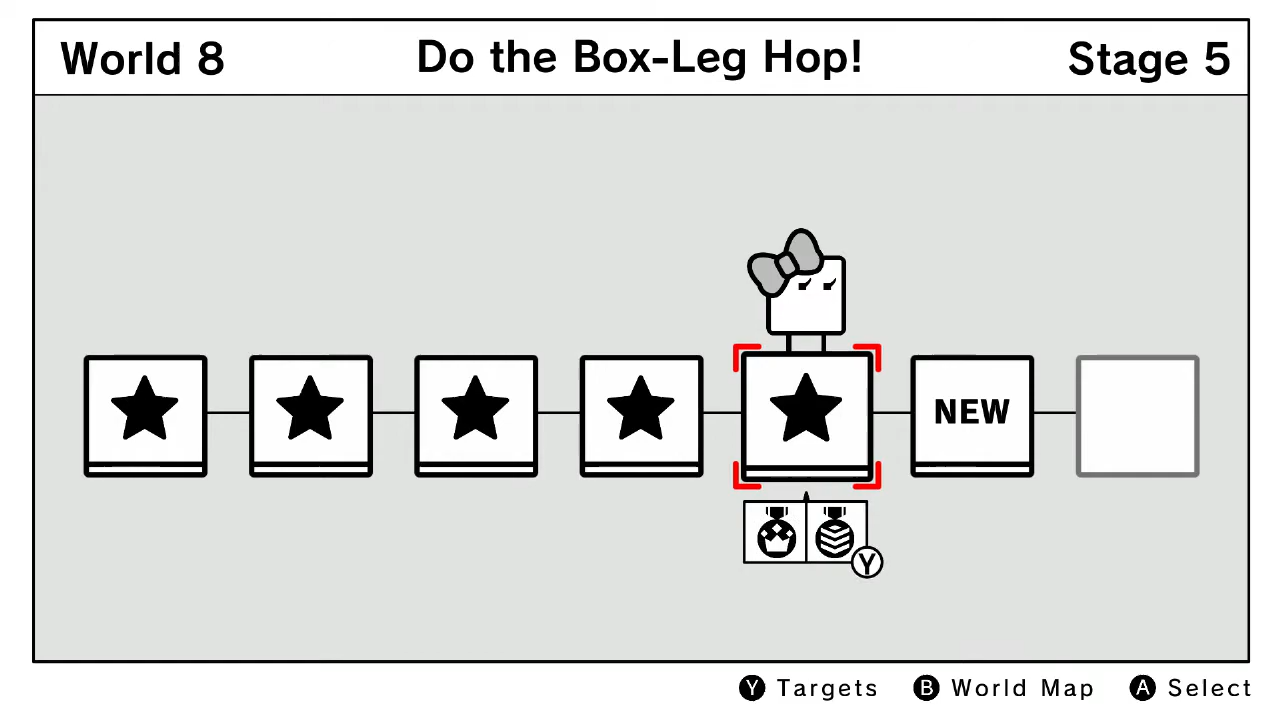 World 8
Do the Box-Leg Hop!
Stage 5
NEW
Y
Y Targets
B World Map
A Select